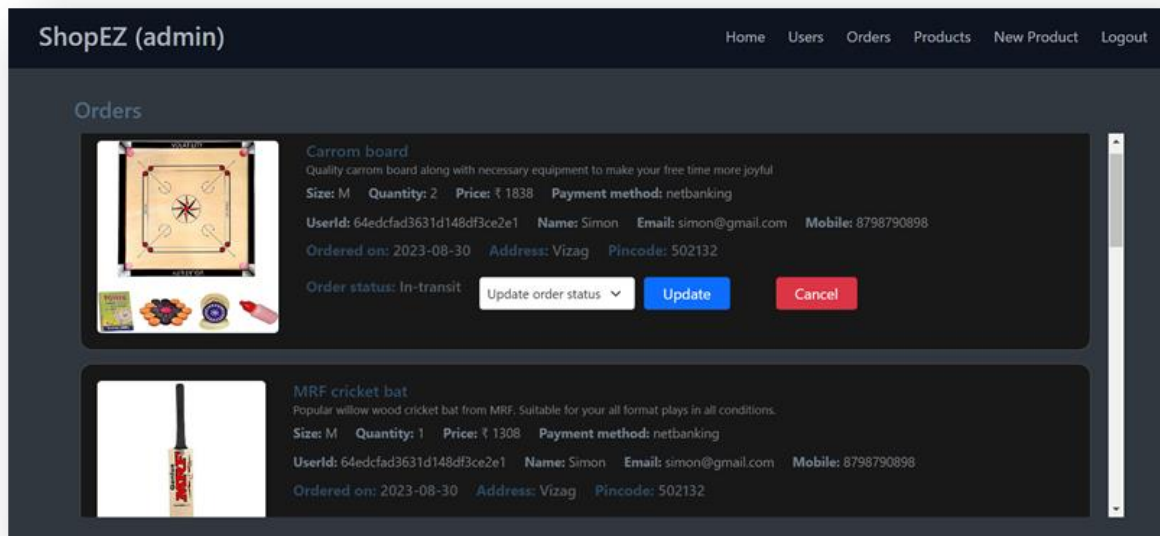 ShopEZ (admin)
Home Users Orders Products New Product Logout
Orders
Carrom board
Quality carrom board along with necessary equipment to make your free time more joyful
Size: M Quantity: 2 Price: ₹ 1838 Payment method: netbanking
UserId: 64edcfad3631d148df3ce2e1 Name: Simon Email: simon@gmail.com Mobile: 8798790898
Ordered on: 2023-08-30 Address: Vizag Pincode: 502132
Order status: In-transit Update order status Update Cancel
MRF cricket bat
Popular willow wood cricket bat from MRF. Suitable for your all format plays in all conditions.
Size: M Quantity: 1 Price: ₹ 1308 Payment method: netbanking
UserId: 64edcfad3631d148df3ce2e1 Name: Simon Email: simon@gmail.com Mobile: 8798790898
Ordered on: 2023-08-30 Address: Vizag Pincode: 502132
MRF